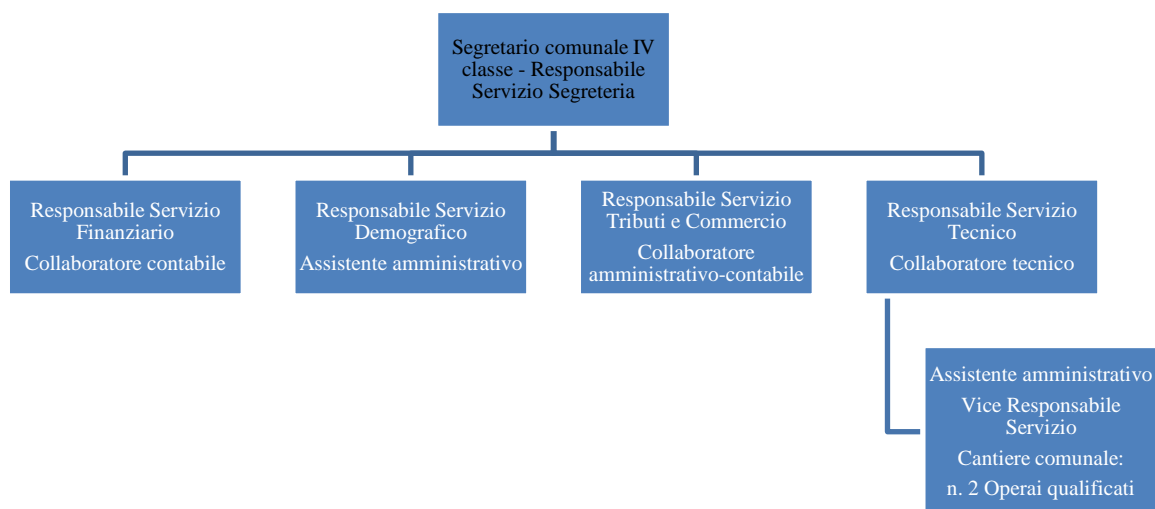 Segretario comunale IV
classe - Responsabile
Servizio Segreteria
Responsabile Servizio
Finanziario
Collaboratore contabile
Responsabile Servizio
Demografico
Assistente amministrativo
Responsabile Servizio
Tributi e Commercio
Collaboratore
amministrativo-contabile
Responsabile Servizio
Tecnico
Collaboratore tecnico
Assistente amministrativo
Vice Responsabile
Servizio
Cantiere comunale:
n. 2 Operai qualificati